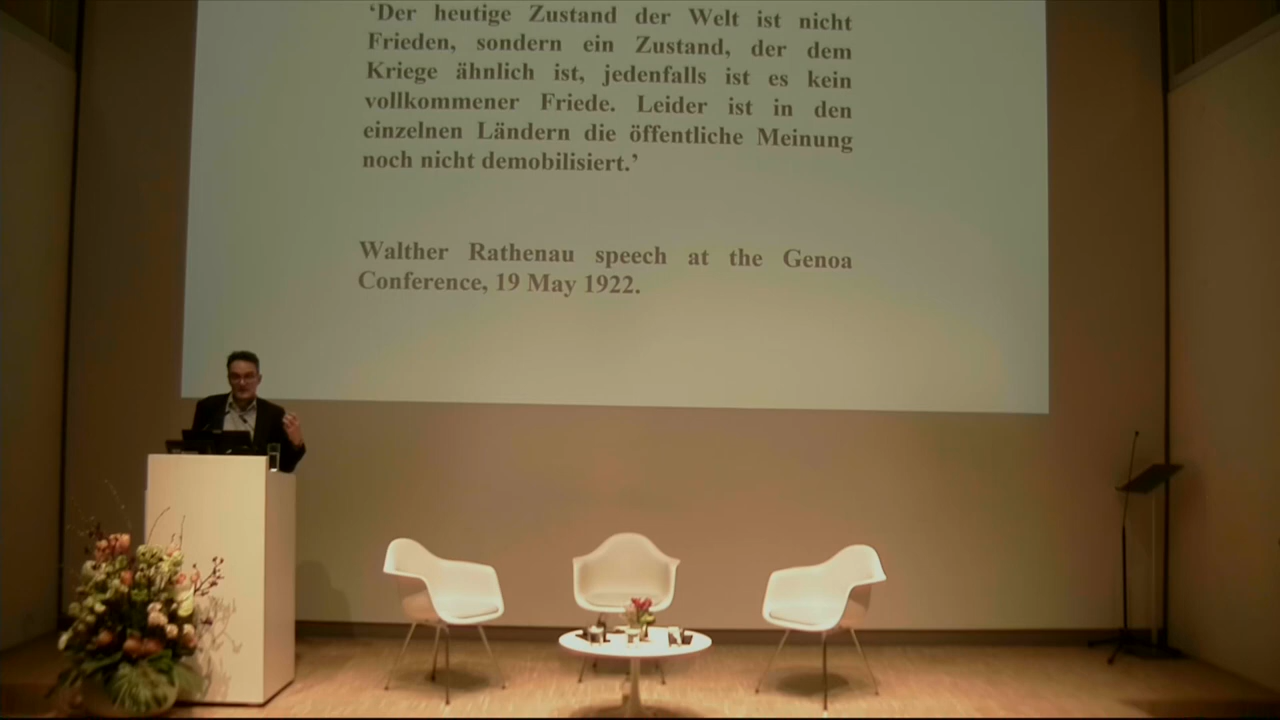 ‘Der heutige Zustand der Welt ist nicht
Frieden, sondern ein Zustand, der dem
Kriege ähnlich ist, jedenfalls ist es kein
vollkommener Friede. Leider ist in den
einzelnen Ländern die öffentliche Meinung
noch nicht demobilisiert.’
Walther Rathenau speech at the Genoa
Conference, 19 May 1922.